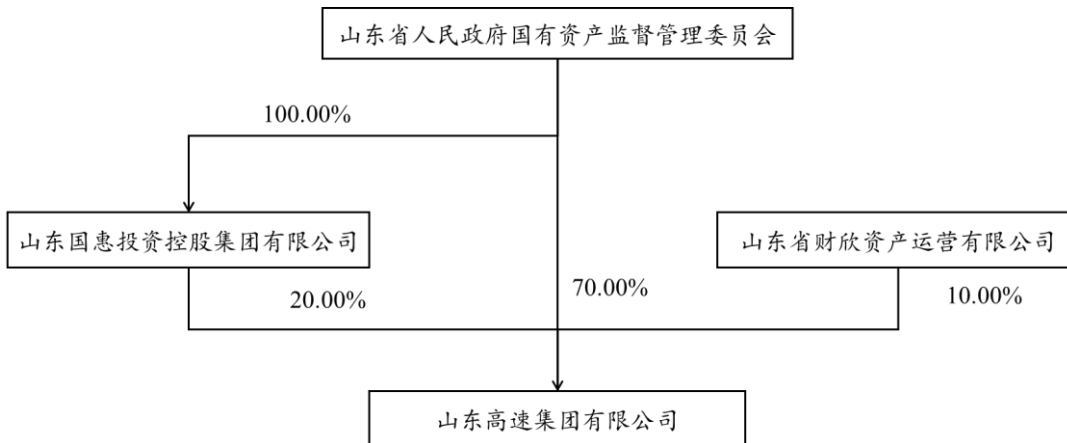 山东省人民政府国有资产监督管理委员会
100.00%
山东国惠投资控股集团有限公司
山东省财欣资产运营有限公司
20.00%
70.00%
10.00%
山东高速集团有限公司